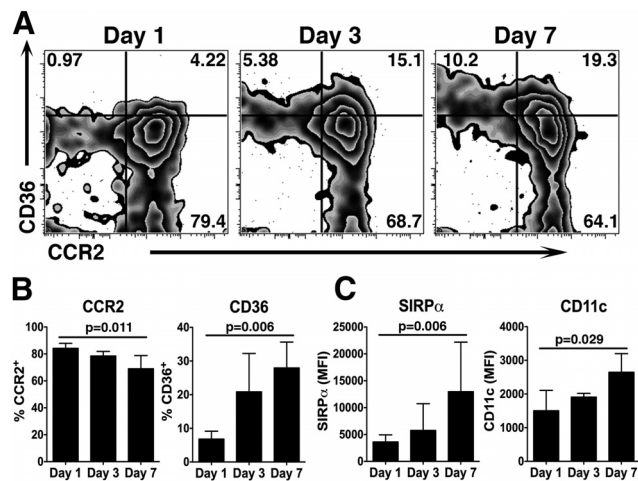 A
Day 1 Day 3 Day 7
0.97 4.22 5.38 15.1 10.2 19.3
CD36
79.4 68.7 64.1
CCR2
B C
CCR2 CD36 SIRPα CD11c
p=0.011 p=0.006 p=0.006 p=0.029
% CCR2+
100
80
60
40
20
0
Day 1 Day 3 Day 7
% CD36+
40
30
20
10
0
Day 1 Day 3 Day 7
SIRPα (MFI)
25000
20000
15000
10000
5000
0
Day 1 Day 3 Day 7
CD11c (MFI)
4000
3000
2000
1000
0
Day 1 Day 3 Day 7